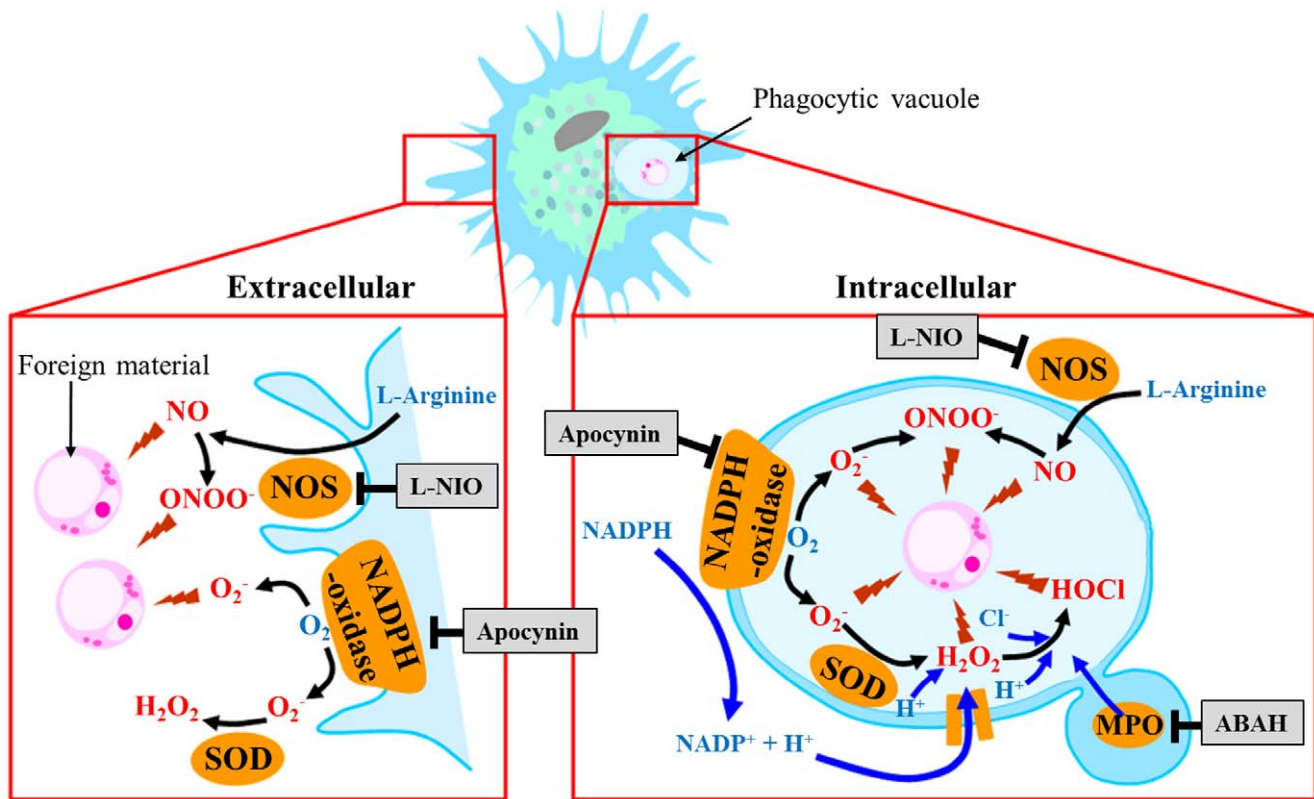 Phagocytic vacuole
Extracellular
Foreign material
NO
L-Arginine
ONOO⁻
NOS
L-NIO
O₂⁻
O₂
NADPH
-oxidase
Apocynin
H₂O₂
O₂⁻
SOD
Intracellular
L-NIO
NOS
L-Arginine
Apocynin
ONOO⁻
O₂⁻
NO
NADPH
-oxidase
NADPH
O₂
HOCl
O₂⁻
Cl⁻
H₂O₂
SOD
H⁺
H⁺
MPO
ABAH
NADP⁺ + H⁺